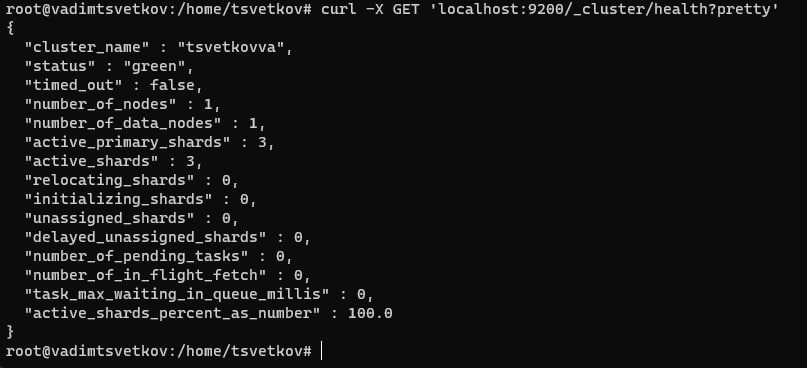 root@vadimtsvetkov:/home/tsvetkov# curl -X GET 'localhost:9200/_cluster/health?pretty'
{
  "cluster_name" : "tsvetkovva",
  "status" : "green",
  "timed_out" : false,
  "number_of_nodes" : 1,
  "number_of_data_nodes" : 1,
  "active_primary_shards" : 3,
  "active_shards" : 3,
  "relocating_shards" : 0,
  "initializing_shards" : 0,
  "unassigned_shards" : 0,
  "delayed_unassigned_shards" : 0,
  "number_of_pending_tasks" : 0,
  "number_of_in_flight_fetch" : 0,
  "task_max_waiting_in_queue_millis" : 0,
  "active_shards_percent_as_number" : 100.0
}
root@vadimtsvetkov:/home/tsvetkov#